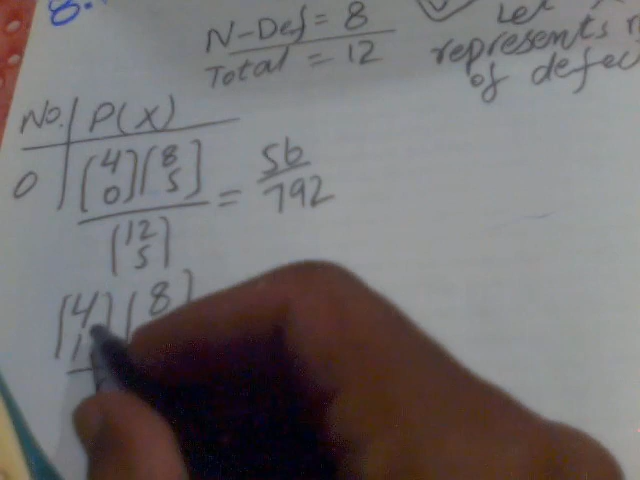 8.
N-Def = 8
Total = 12
Let
represents
of defec
No. P(X)
0 (4 0)(8 5) / (12 5) = 56/792
(4 1)(8